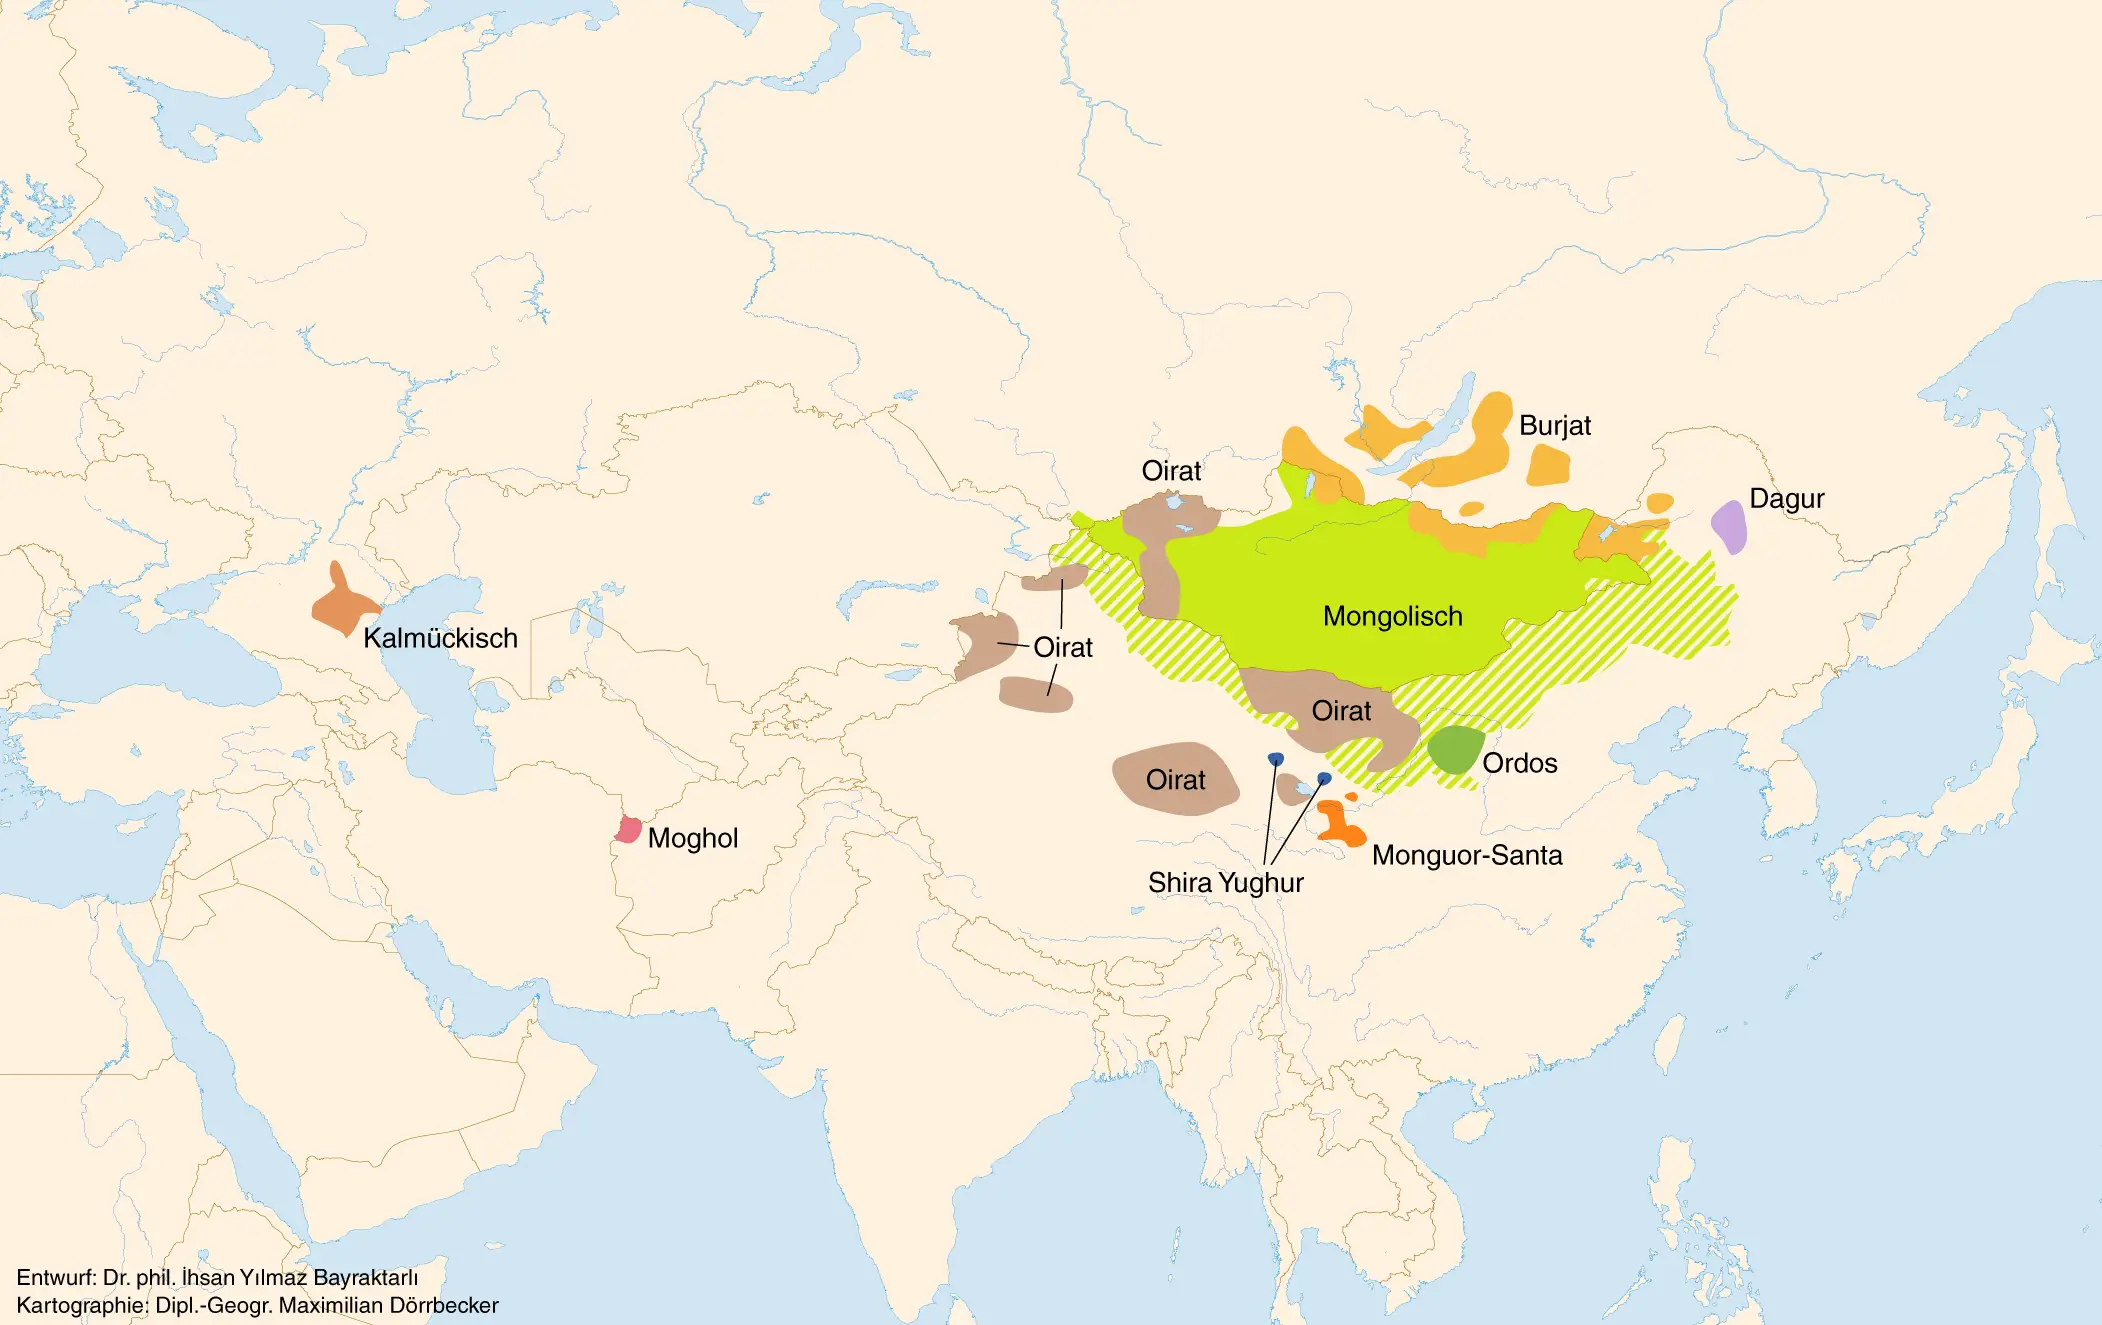 Burjat
Oirat
Dagur
Mongolisch
Kalmückisch
Oirat
Oirat
Ordos
Oirat
Moghol
Monguor-Santa
Shira Yughur
Entwurf: Dr. phil. İhsan Yılmaz Bayraktarlı
Kartographie: Dipl.-Geogr. Maximilian Dörrbecker